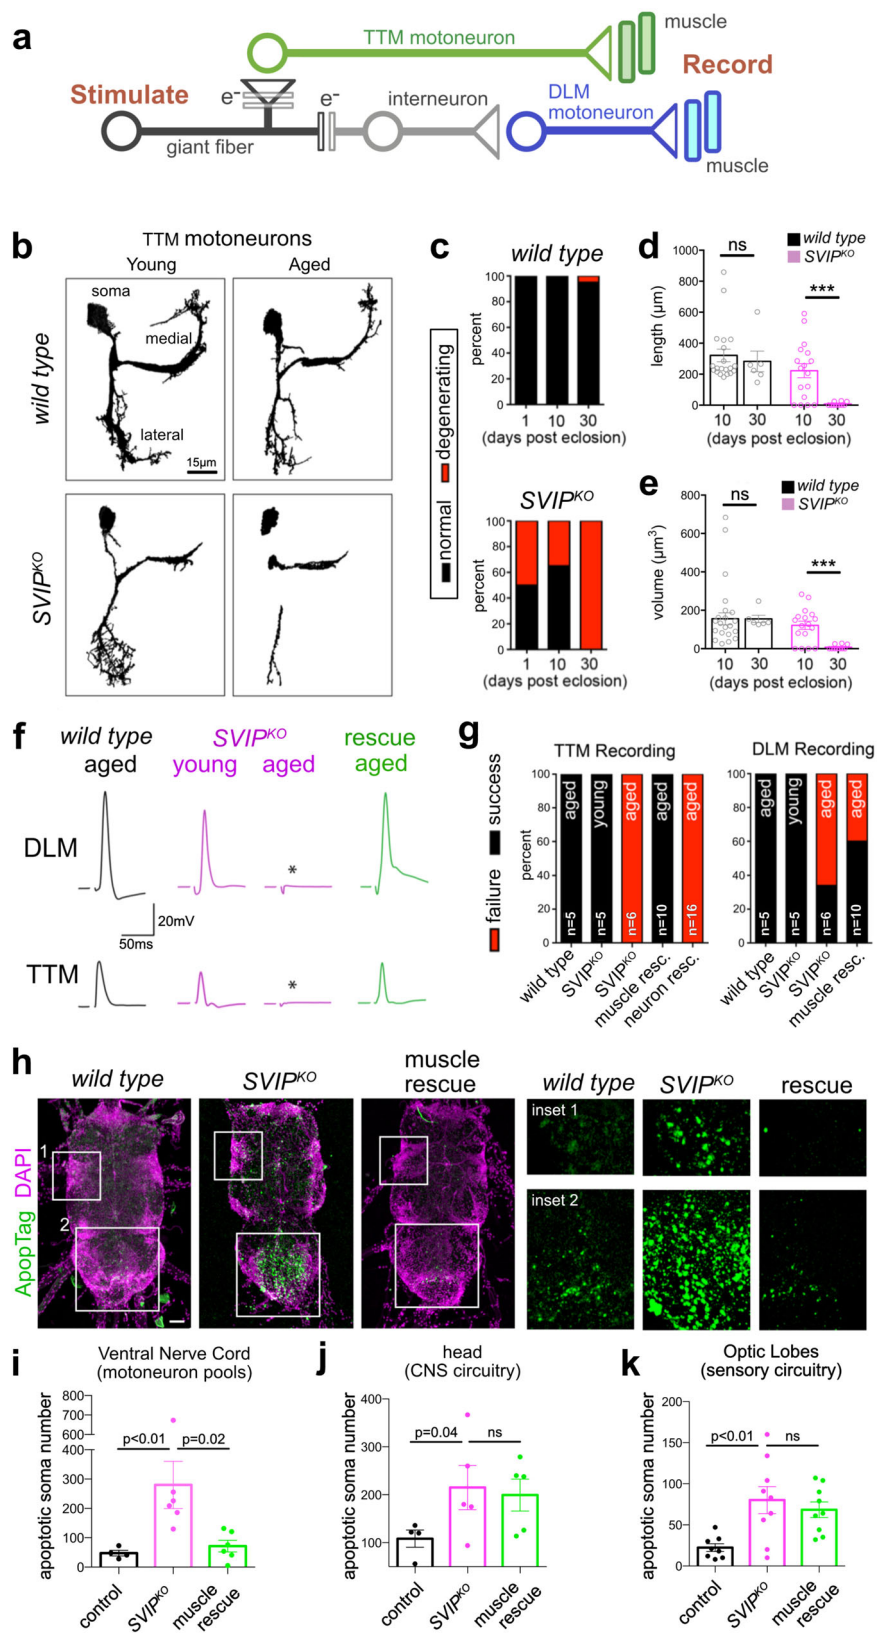 a
TTM motoneuron
muscle
Stimulate
Record
e-
e-
interneuron
DLM
motoneuron
giant fiber
muscle
b
TTM motoneurons
Young
Aged
wild type
soma
medial
lateral
15µm
SVIPKO
c
wild type
percent
100
80
60
40
20
0
1 10 30
(days post eclosion)
normal
degenerating
SVIPKO
percent
100
80
60
40
20
0
1 10 30
(days post eclosion)
d
wild type
SVIPKO
length (µm)
1000
800
600
400
200
0
ns
***
10 30 10 30
(days post eclosion)
e
wild type
SVIPKO
volume (µm3)
800
600
400
200
0
ns
***
10 30 10 30
(days post eclosion)
f
wild type
aged
SVIPKO
young aged
rescue
aged
DLM
*
20mV
50ms
TTM
*
g
failure
success
TTM Recording
percent
100
80
60
40
20
0
aged
young
aged
aged
aged
n=5
n=5
n=6
n=10
n=16
wild type
SVIPKO
SVIPKO
muscle resc.
neuron resc.
DLM Recording
100
80
60
40
20
0
aged
young
aged
aged
n=5
n=5
n=6
n=10
wild type
SVIPKO
SVIPKO
muscle resc.
h
ApopTag DAPI
wild type
SVIPKO
muscle
rescue
wild type
SVIPKO
rescue
1
2
inset 1
inset 2
i
Ventral Nerve Cord
(motoneuron pools)
apoptotic soma number
800
700
600
400
300
200
100
0
p<0.01
p=0.02
control
SVIPKO
muscle
rescue
j
head
(CNS circuitry)
apoptotic soma number
400
300
200
100
p=0.04
ns
control
SVIPKO
muscle
rescue
k
Optic Lobes
(sensory circuitry)
apoptotic soma number
200
150
100
50
0
p<0.01
ns
control
SVIPKO
muscle
rescue